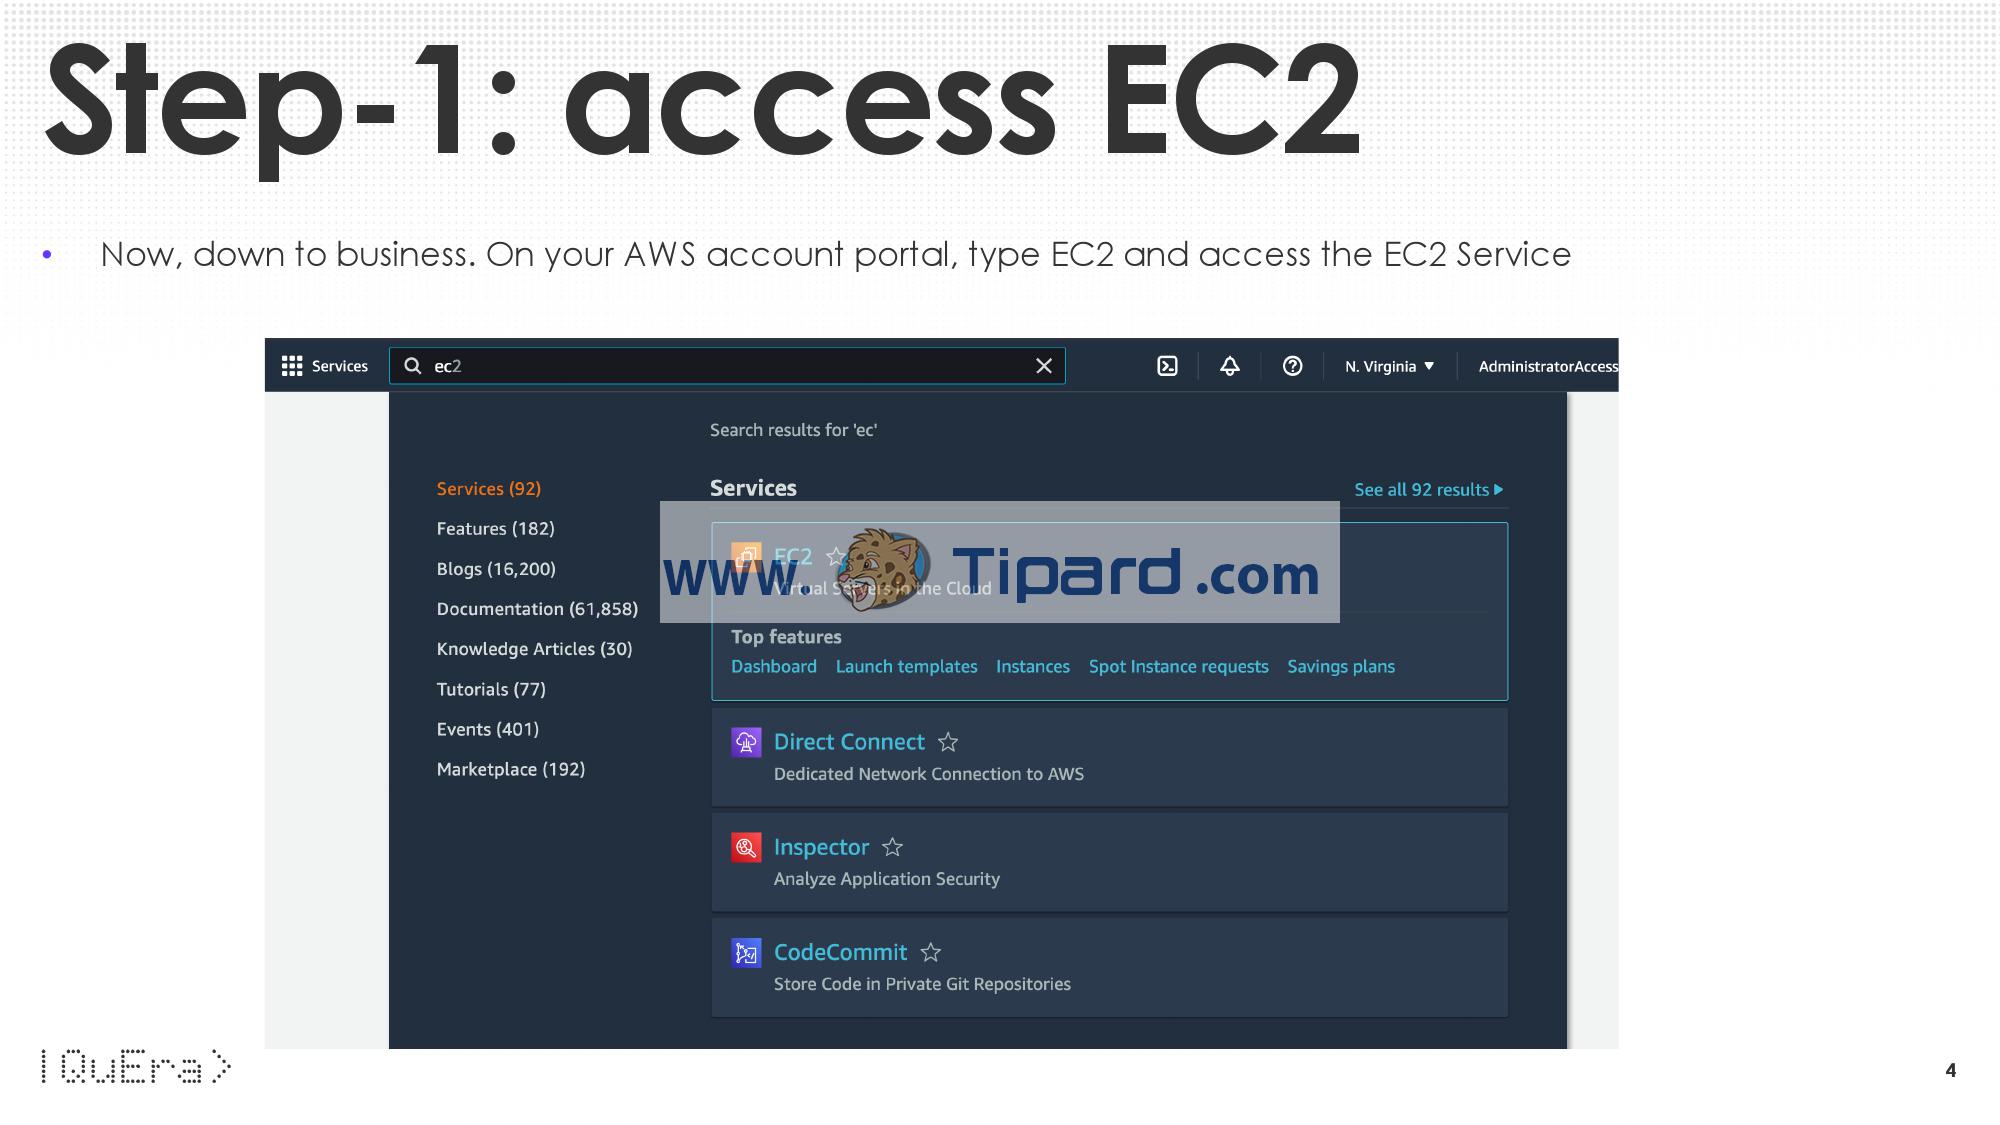 Step-1: access EC2
• Now, down to business. On your AWS account portal, type EC2 and access the EC2 Service
Services
ec2
N. Virginia
AdministratorAccess
Search results for 'ec'
Services (92)
Features (182)
Blogs (16,200)
Documentation (61,858)
Knowledge Articles (30)
Tutorials (77)
Events (401)
Marketplace (192)
Services
See all 92 results
EC2
Virtual Servers in the Cloud
www.Tipard.com
Top features
Dashboard Launch templates Instances Spot Instance requests Savings plans
Direct Connect
Dedicated Network Connection to AWS
Inspector
Analyze Application Security
CodeCommit
Store Code in Private Git Repositories
|QuEra>
4